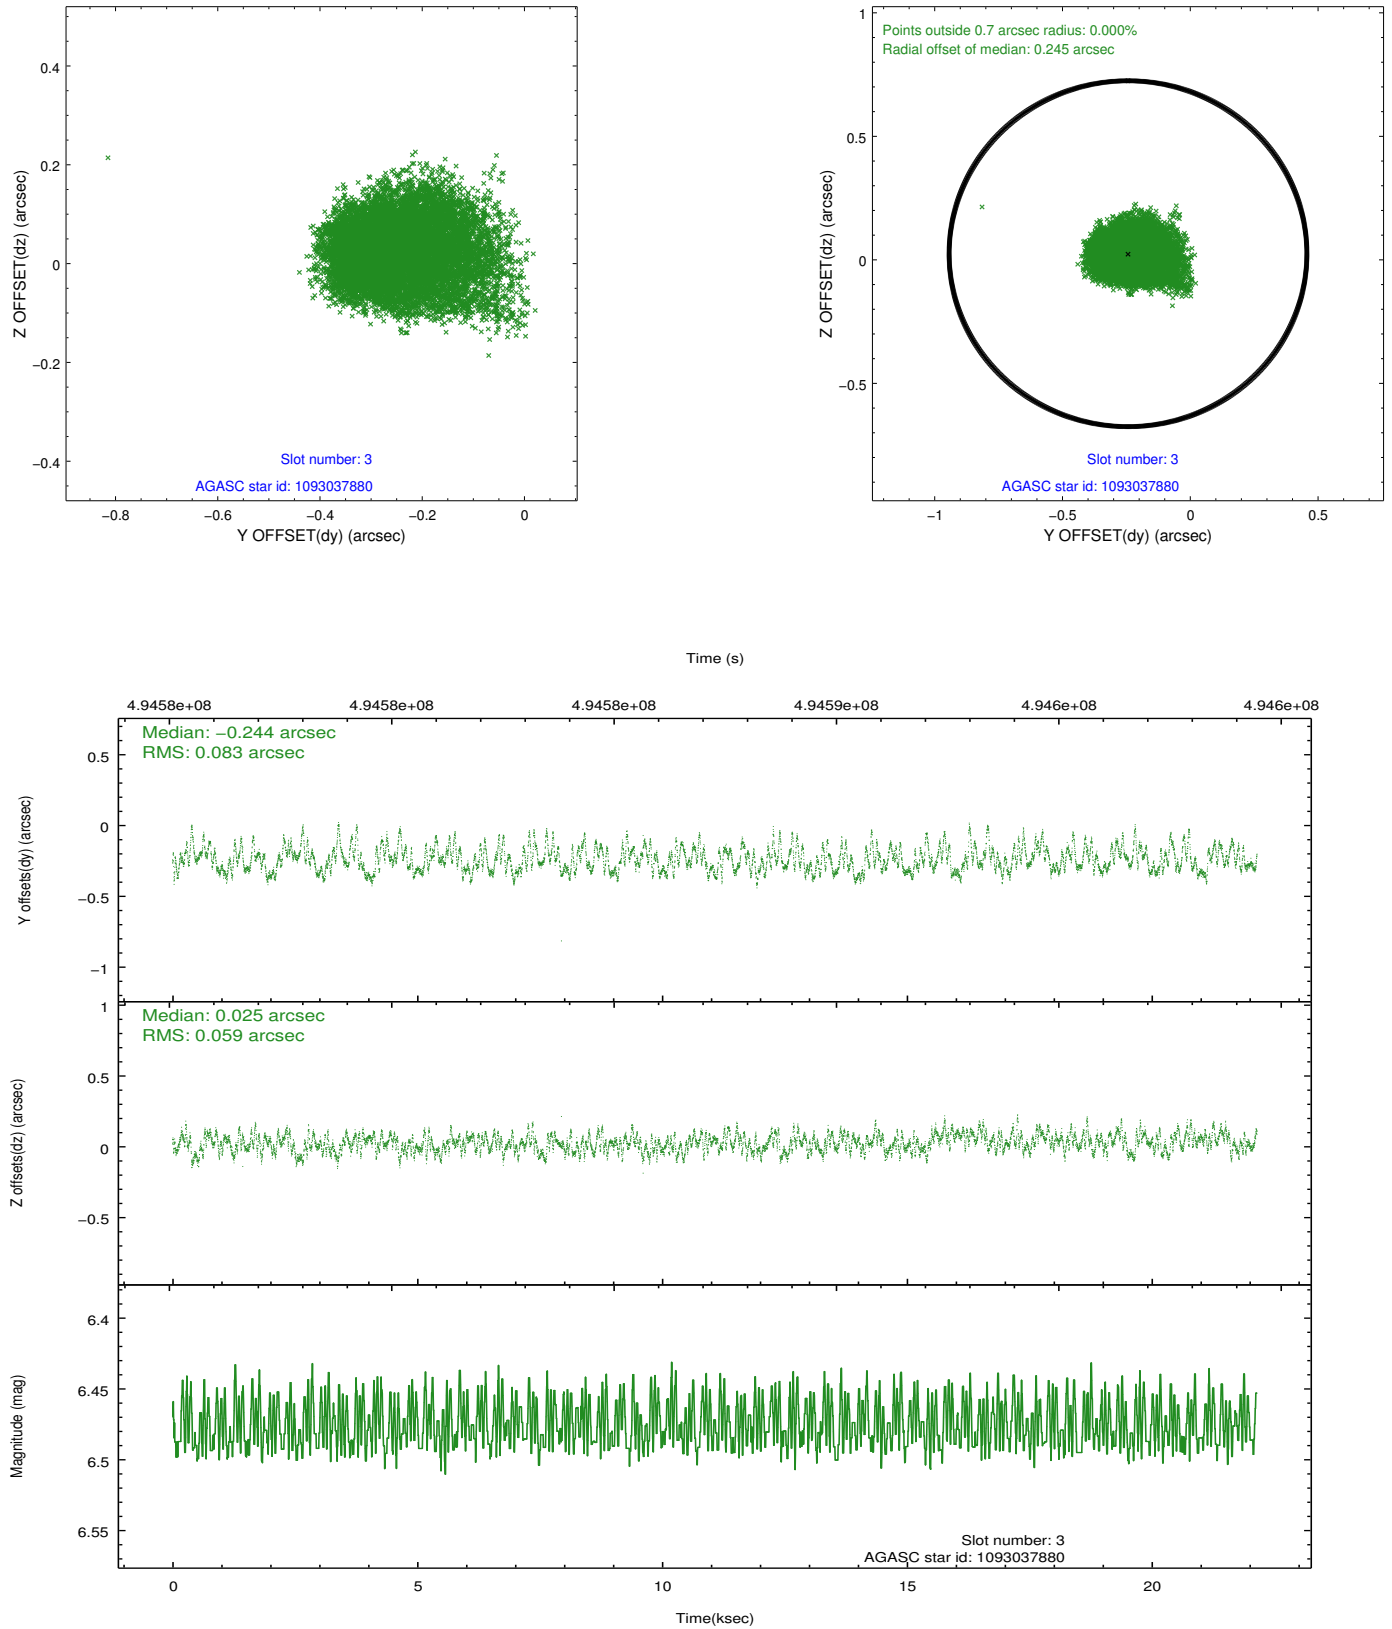 0.4
0.2
0
−0.2
−0.4
Z OFFSET(dz) (arcsec)
Slot number: 3
AGASC star id: 1093037880
−0.8
−0.6
−0.4
−0.2
0
Y OFFSET(dy) (arcsec)
1
0.5
0
−0.5
Z OFFSET(dz) (arcsec)
Points outside 0.7 arcsec radius: 0.000%
Radial offset of median: 0.245 arcsec
Slot number: 3
AGASC star id: 1093037880
−1
−0.5
0
0.5
Y OFFSET(dy) (arcsec)
Time (s)
4.9458e+08
4.9458e+08
4.9458e+08
4.9459e+08
4.946e+08
4.946e+08
Median: −0.244 arcsec
RMS: 0.083 arcsec
0.5
0
−0.5
−1
Y offsets(dy) (arcsec)
Median: 0.025 arcsec
RMS: 0.059 arcsec
1
0.5
0
−0.5
Z offsets(dz) (arcsec)
6.4
6.45
6.5
6.55
Magnitude (mag)
Slot number: 3
AGASC star id: 1093037880
0
5
10
15
20
Time(ksec)